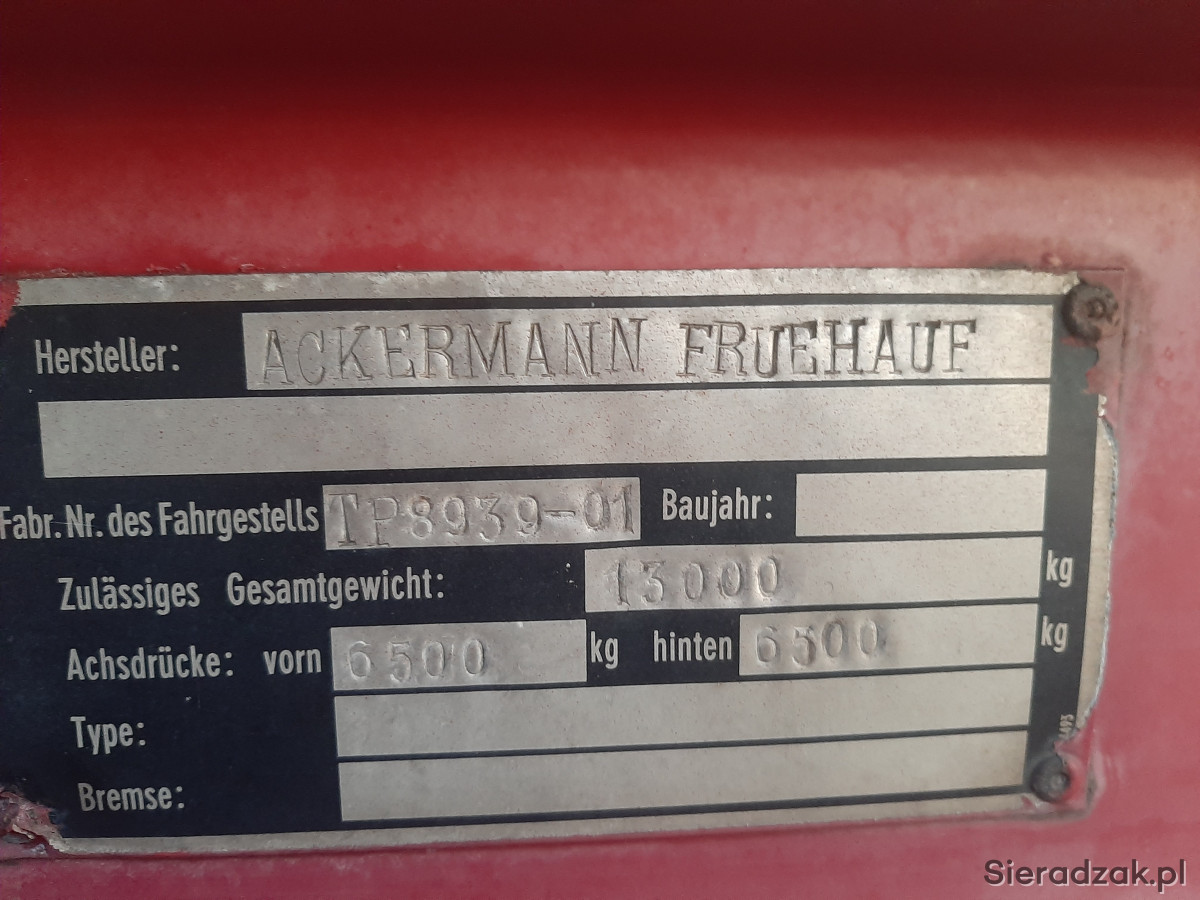 Hersteller: ACKERMANN FRUEHAUF
Fabr. Nr. des Fahrgestells TP8939-01 Baujahr:
Zulässiges Gesamtgewicht: 13000 kg
Achsdrücke: vorn 6500 kg hinten 6500 kg
Type:
Bremse:
Sieradzak.pl